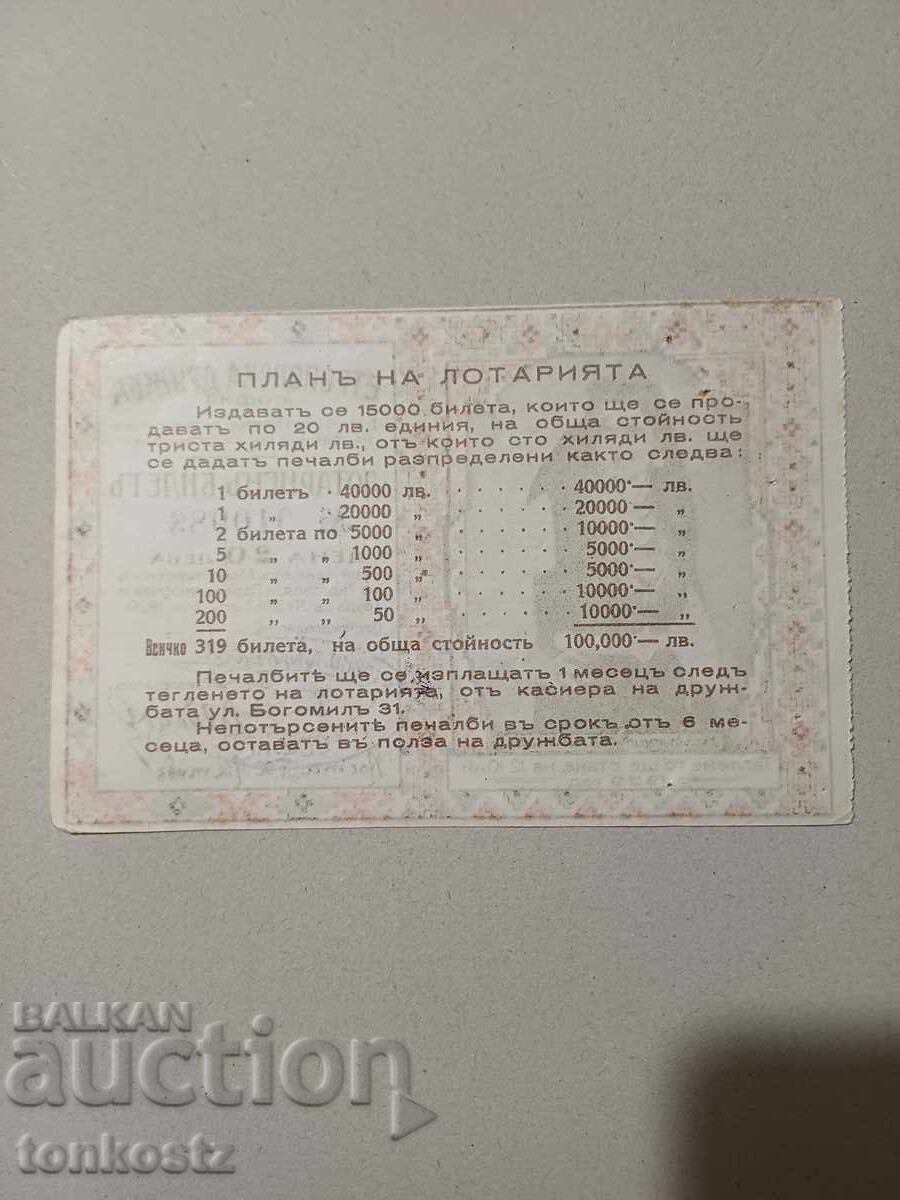 ПЛАНЪ НА ЛОТАРИЯТА
Издаватъ се 15000 билета, които ще се про-
даватъ по 20 лв. единия, на обща стойность
триста хиляди лв., отъ които сто хиляди лв. ще
се дадатъ печалби разпределени както следва:
1 билетъ · 40000 лв. · · · · · · 40000·— лв.
1 „ 20000 „ · · · · · · 20000·— „
2 билета по 5000 „ · · · · · · 10000·— „
5 „ „ 1000 „ · · · · · · 5000·— „
10 „ „ 500 „ · · · · · · 5000·— „
100 „ „ 100 „ · · · · · · 10000·— „
200 „ „ 50 „ · · · · · · 10000·— „
Всичко 319 билета, на обща стойность 100,000·— лв.
Печалбитѣ ще се изплащатъ 1 месец следъ
тегленето на лотарията, отъ касиера на друж-
бата ул. Богомилъ 31.
Непотърсенитѣ печалби въ срокъ отъ 6 ме-
сеца, оставатъ въ полза на дружбата.
BALKAN
auction
tonkostz